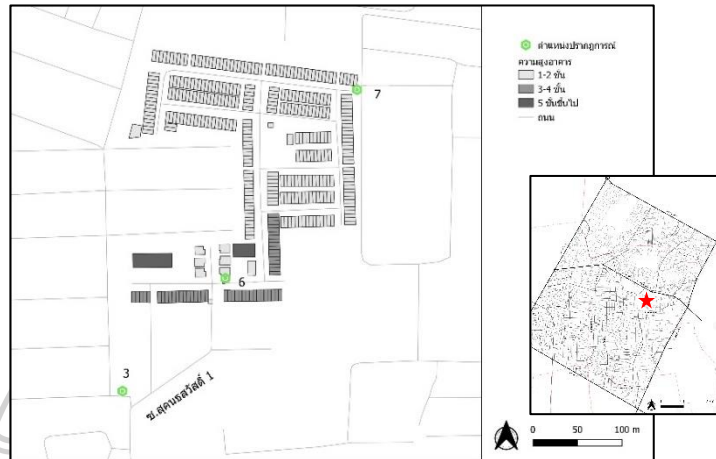 ตำแหน่งปรากฏการณ์
ความสูงอาคาร
1-2 ชั้น
3-4 ชั้น
5 ชั้นขึ้นไป
ถนน
7
6
3
ซ.สุคนธสวัสดิ์ 1
0 50 100 m